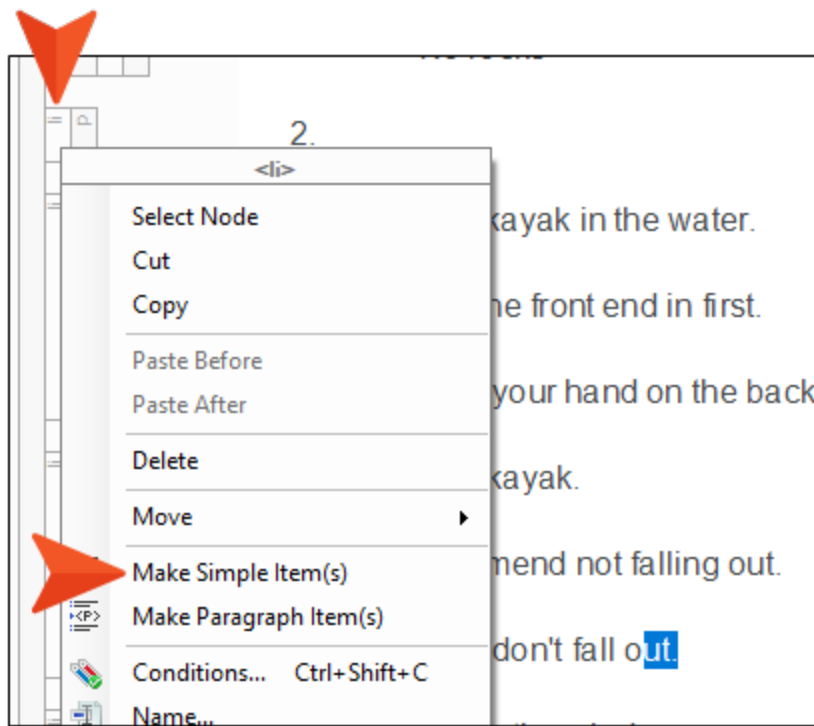 2.
<li>
Select Node
kayak in the water.
Cut
Copy
he front end in first.
Paste Before
Paste After
your hand on the back
Delete
kayak.
Move
Make Simple Item(s)
mend not falling out.
<P>
Make Paragraph Item(s)
don't fall out.
Conditions... Ctrl+Shift+C
Name...